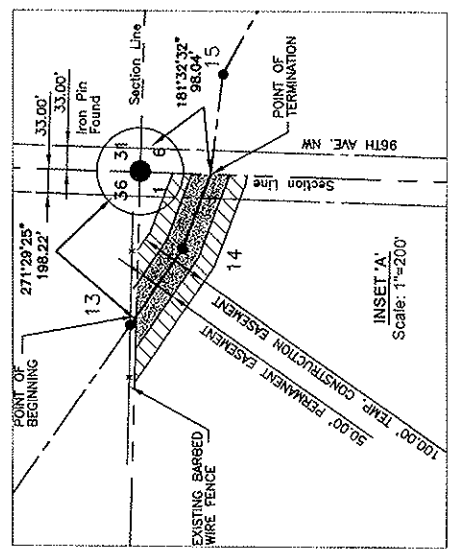 33.00'
33.00'
Iron Pin
Found
Section Line
181°32'32"
98.04'
15
POINT OF
TERMINATION
271°29'25"
198.22'
36
31
1
6
96TH AVE. NW
Section Line
13
14
POINT OF
BEGINNING
EXISTING BARBED
WIRE FENCE
50.00' PERMANENT EASEMENT
100.00' TEMP. CONSTRUCTION EASEMENT
INSET 'A'
Scale: 1"=200'